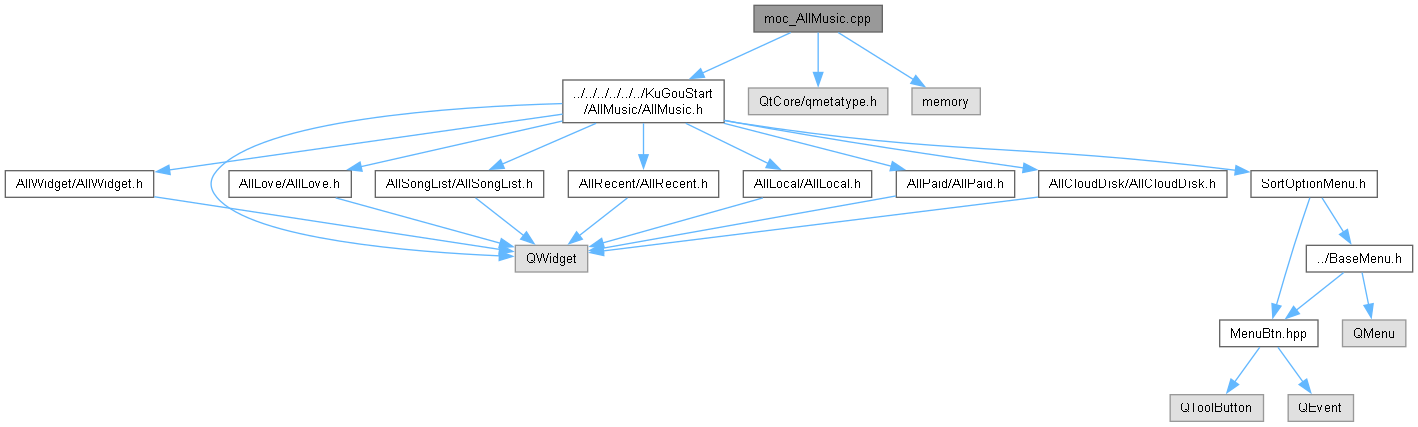 moc_AllMusic.cpp
../../../../../../KuGouStart
/AllMusic/AllMusic.h
QtCore/qmetatype.h
memory
AllWidget/AllWidget.h
AllLove/AllLove.h
AllSongList/AllSongList.h
AllRecent/AllRecent.h
AllLocal/AllLocal.h
AllPaid/AllPaid.h
AllCloudDisk/AllCloudDisk.h
SortOptionMenu.h
QWidget
../BaseMenu.h
MenuBtn.hpp
QMenu
QToolButton
QEvent